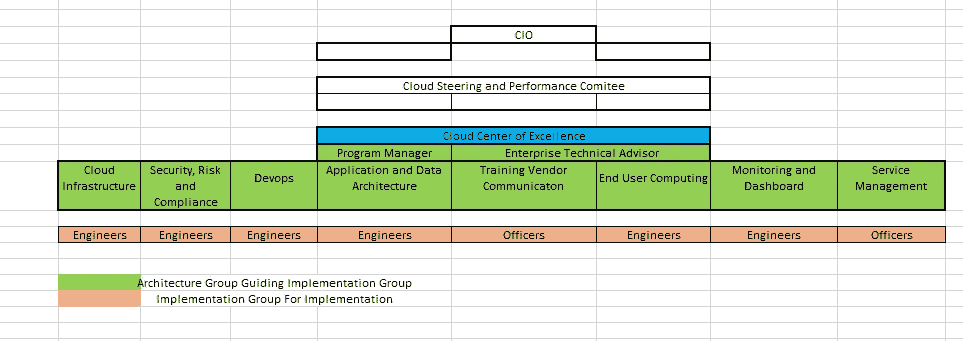 CIO
Cloud Steering and Performance Comitee
Cloud Center of Excellence
Program Manager
Enterprise Technical Advisor
Cloud
Infrastructure
Security, Risk
and
Compliance
Devops
Application and Data
Architecture
Training Vendor
Communicaton
End User Computing
Monitoring and
Dashboard
Service
Management
Engineers
Engineers
Engineers
Engineers
Officers
Engineers
Engineers
Officers
Architecture Group Guiding Implementation Group
Implementation Group For Implementation